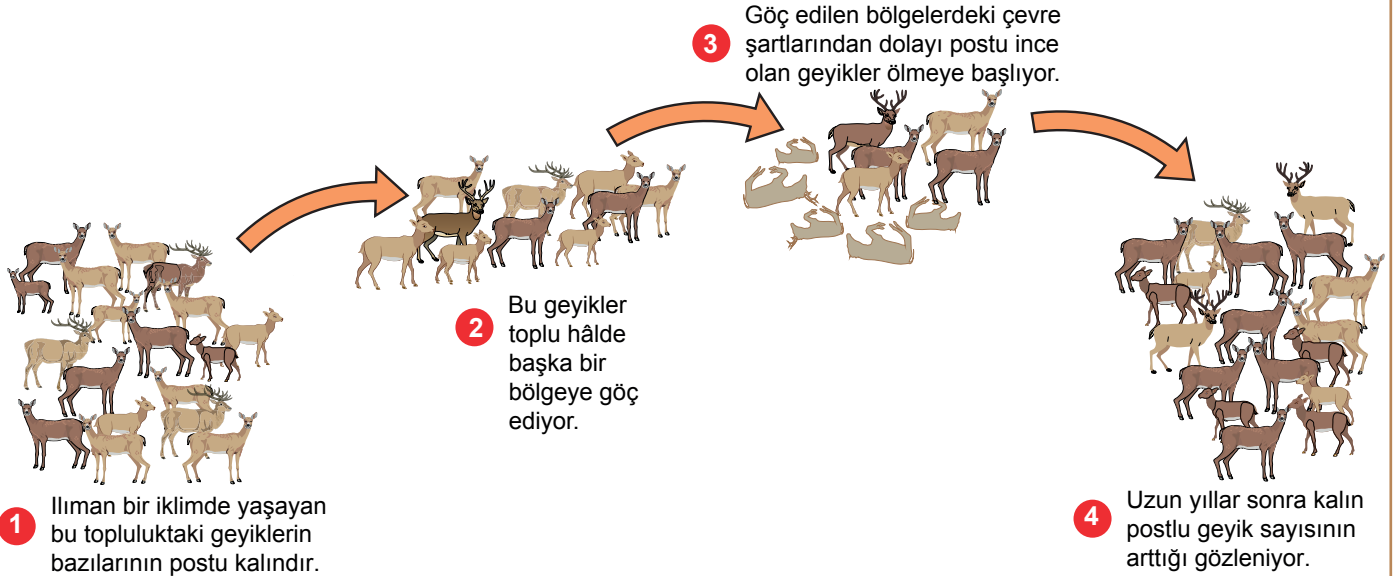 1
Ilıman bir iklimde yaşayan
bu topluluktaki geyiklerin
bazılarının postu kalındır.
2
Bu geyikler
toplu hâlde
başka bir
bölgeye göç
ediyor.
3
Göç edilen bölgelerdeki çevre
şartlarından dolayı postu ince
olan geyikler ölmeye başlıyor.
4
Uzun yıllar sonra kalın
postlu geyik sayısının
arttığı gözleniyor.